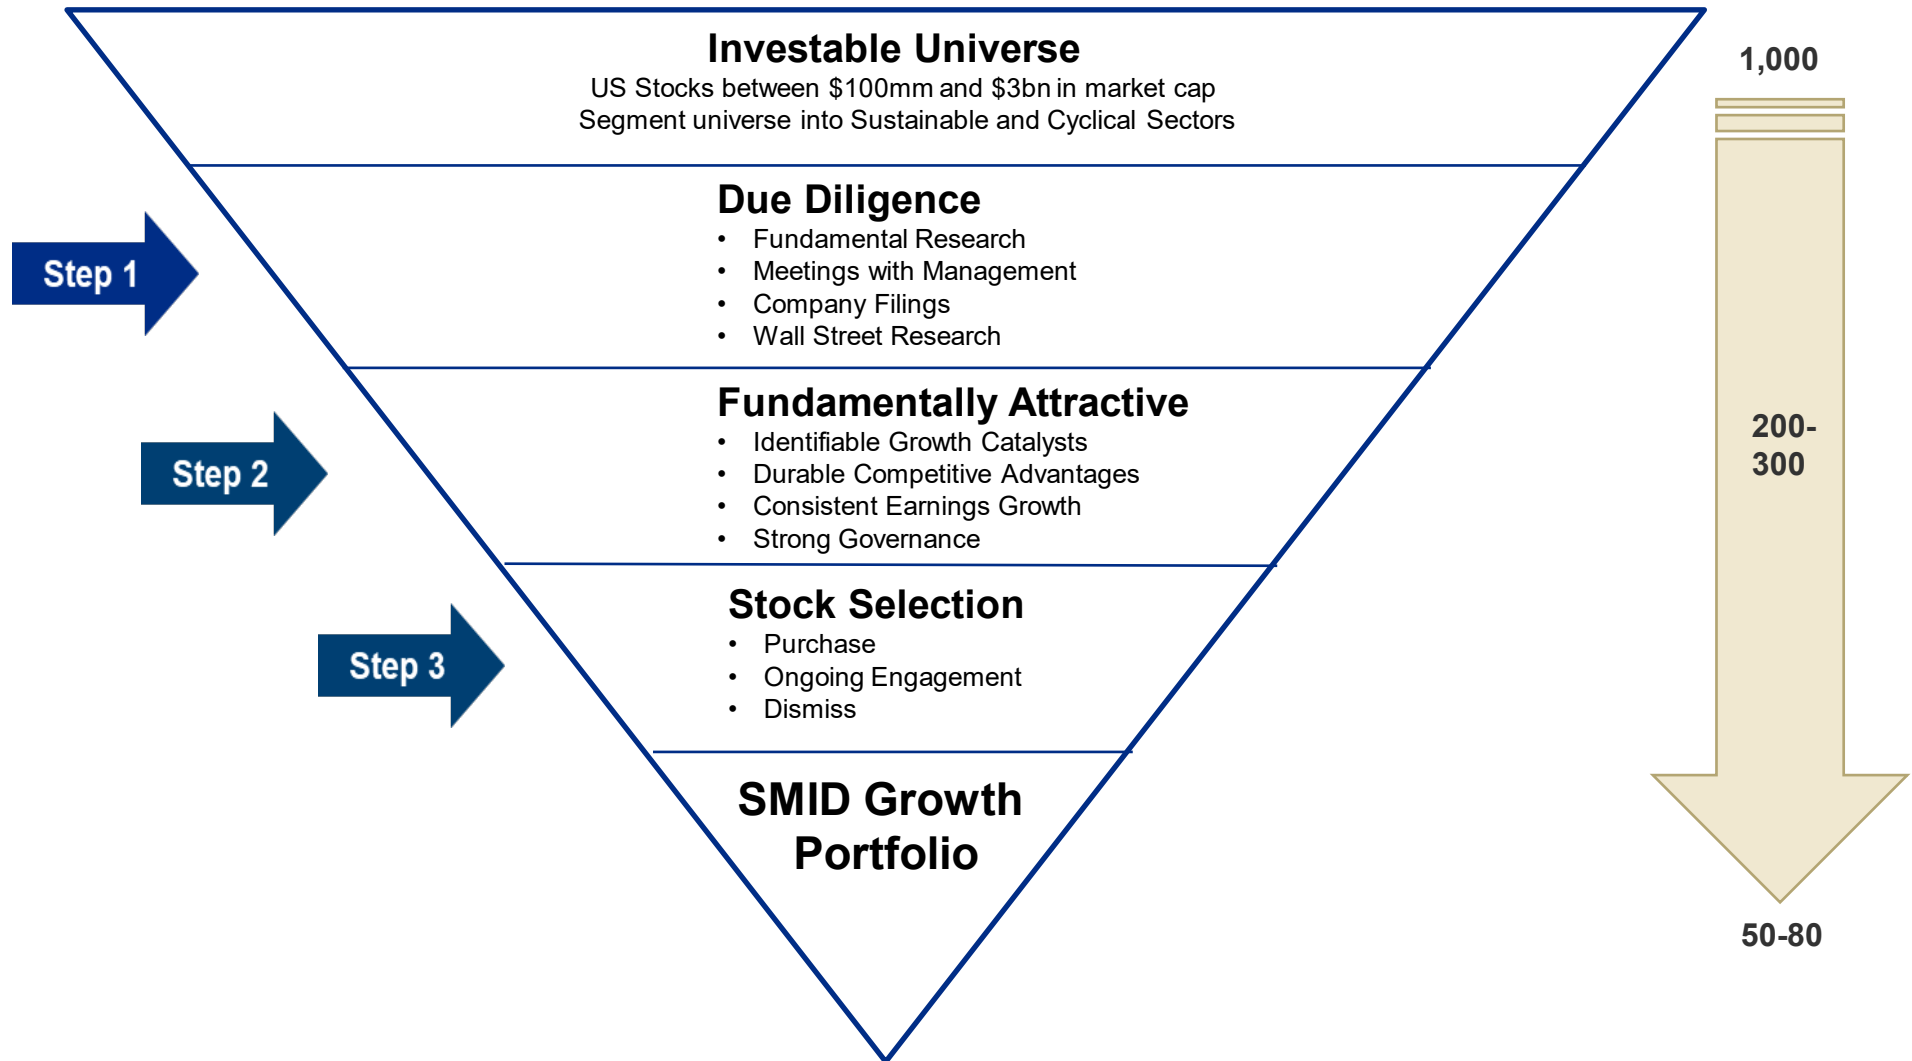 Investable Universe
US Stocks between $100mm and $3bn in market cap
Segment universe into Sustainable and Cyclical Sectors
1,000
Step 1
Due Diligence
• Fundamental Research
• Meetings with Management
• Company Filings
• Wall Street Research
Step 2
Fundamentally Attractive
• Identifiable Growth Catalysts
• Durable Competitive Advantages
• Consistent Earnings Growth
• Strong Governance
200-
300
Step 3
Stock Selection
• Purchase
• Ongoing Engagement
• Dismiss
SMID Growth
Portfolio
50-80